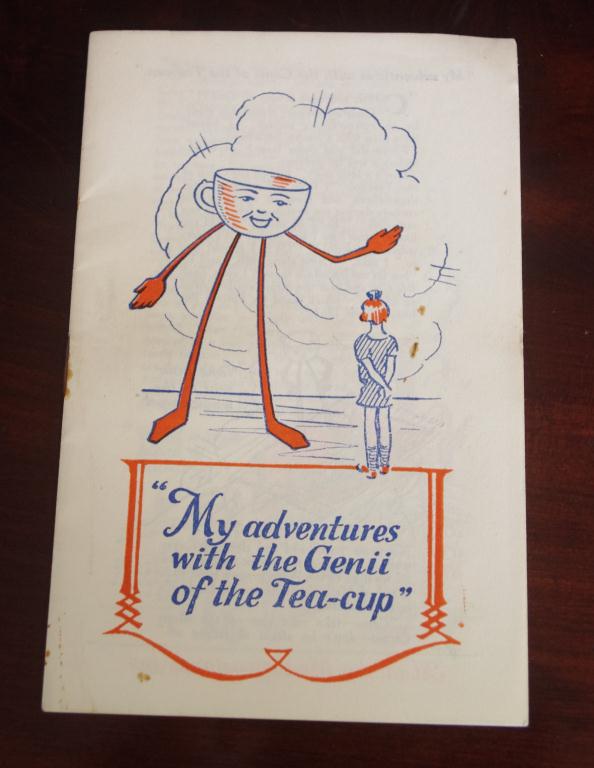 "My adventures
with the Genii
of the Tea-cup"